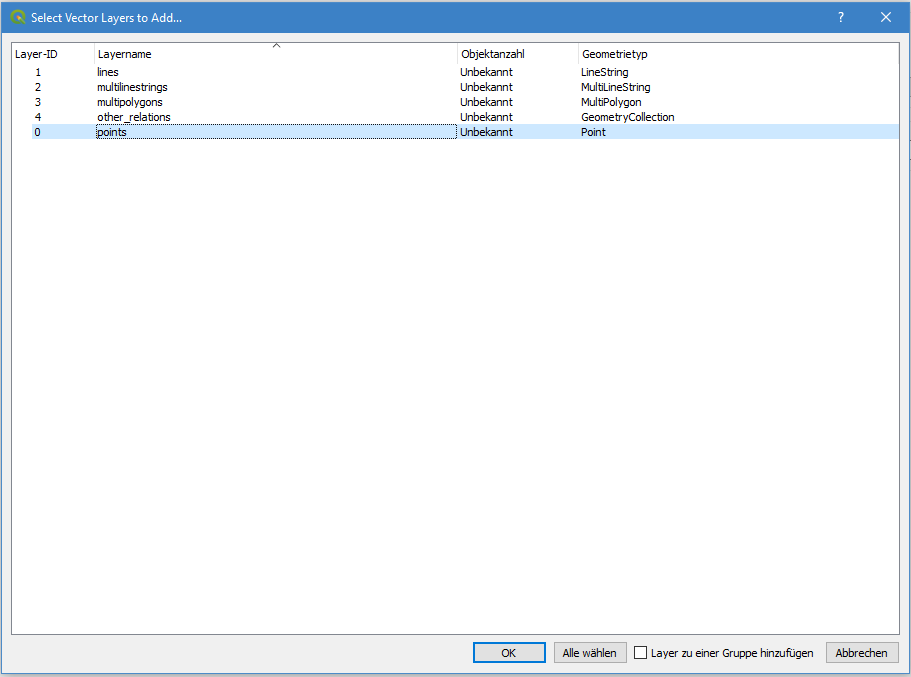 Select Vector Layers to Add...
?
Layer-ID Layername Objektanzahl Geometrietyp
1 lines Unbekannt LineString
2 multilinestrings Unbekannt MultiLineString
3 multipolygons Unbekannt MultiPolygon
4 other_relations Unbekannt GeometryCollection
0 points Unbekannt Point
OK Alle wählen Layer zu einer Gruppe hinzufügen Abbrechen